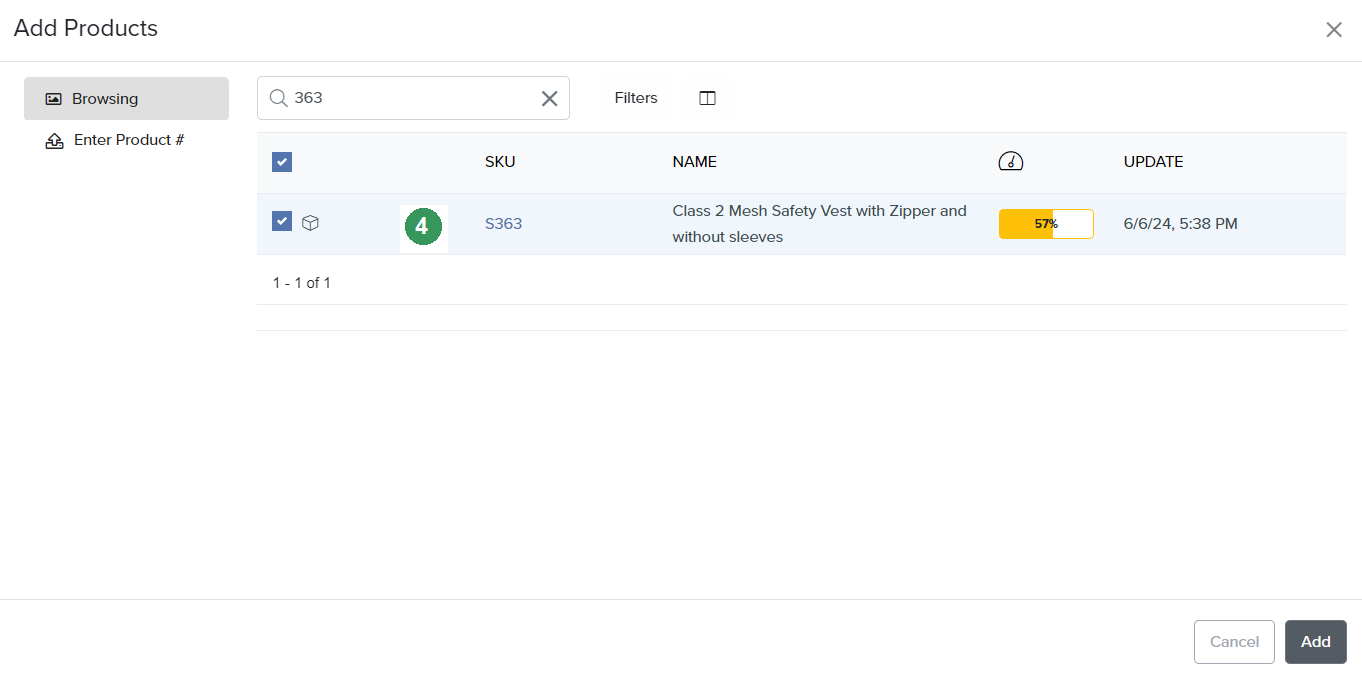 Add Products
Browsing
Enter Product #
363
Filters
SKU
NAME
UPDATE
4
S363
Class 2 Mesh Safety Vest with Zipper and
without sleeves
57%
6/6/24, 5:38 PM
1 - 1 of 1
Cancel
Add